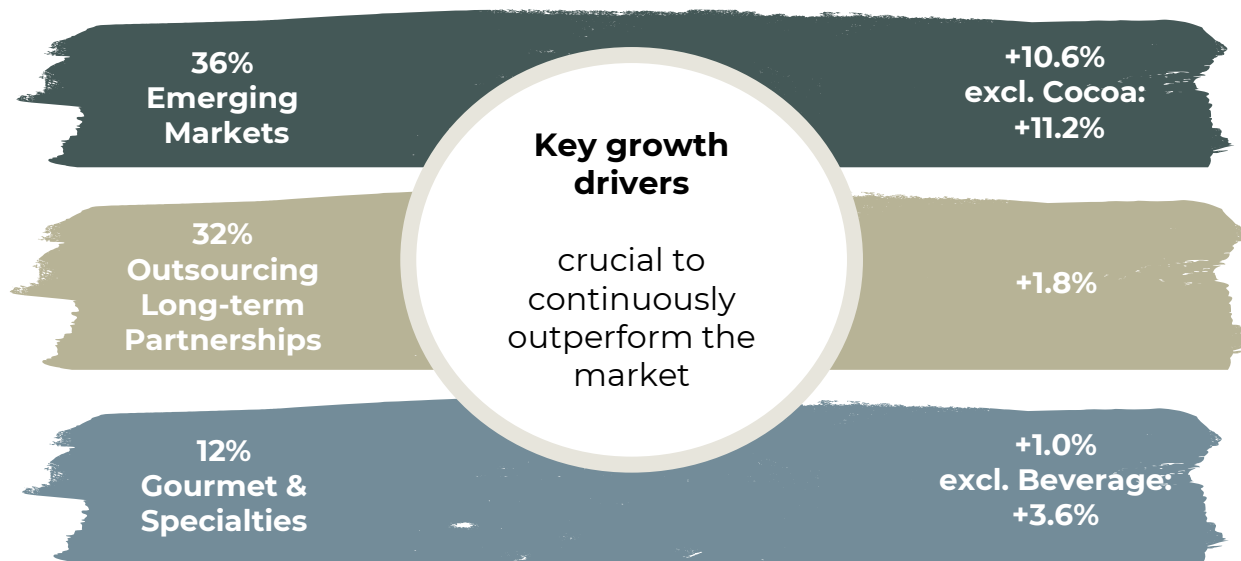 36%
Emerging
Markets
+10.6%
excl. Cocoa:
+11.2%
Key growth
drivers
crucial to
continuously
outperform the
market
32%
Outsourcing
Long-term
Partnerships
+1.8%
12%
Gourmet &
Specialties
+1.0%
excl. Beverage:
+3.6%